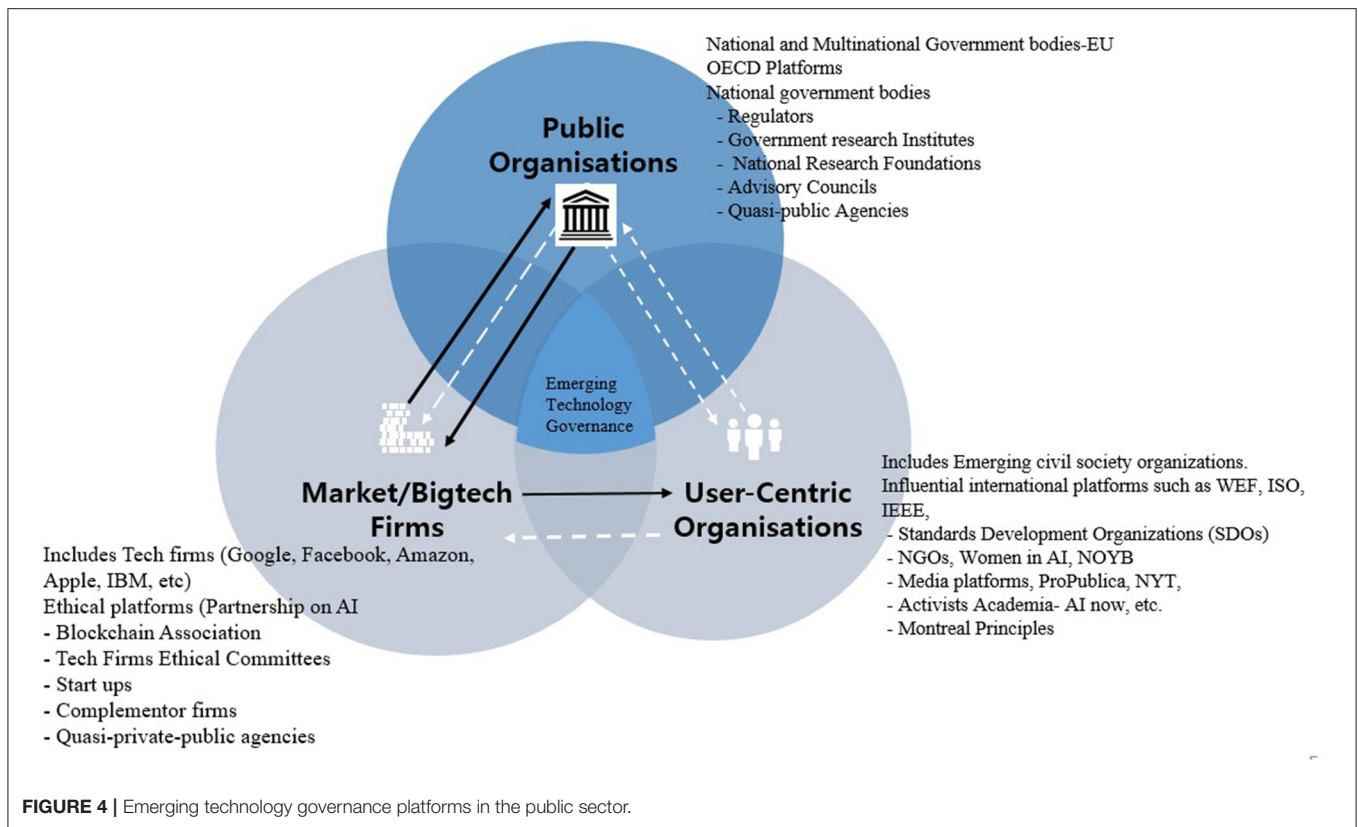 National and Multinational Government bodies-EU
OECD Platforms
National government bodies
- Regulators
- Government research Institutes
- National Research Foundations
- Advisory Councils
- Quasi-public Agencies
Public
Organisations
Emerging
Technology
Governance
Market/Bigtech
Firms
User-Centric
Organisations
Includes Emerging civil society organizations.
Influential international platforms such as WEF, ISO,
IEEE,
- Standards Development Organizations (SDOs)
- NGOs, Women in AI, NOYB
- Media platforms, ProPublica, NYT,
- Activists Academia- AI now, etc.
- Montreal Principles
Includes Tech firms (Google, Facebook, Amazon,
Apple, IBM, etc)
Ethical platforms (Partnership on AI
- Blockchain Association
- Tech Firms Ethical Committees
- Start ups
- Complementor firms
- Quasi-private-public agencies
FIGURE 4 | Emerging technology governance platforms in the public sector.